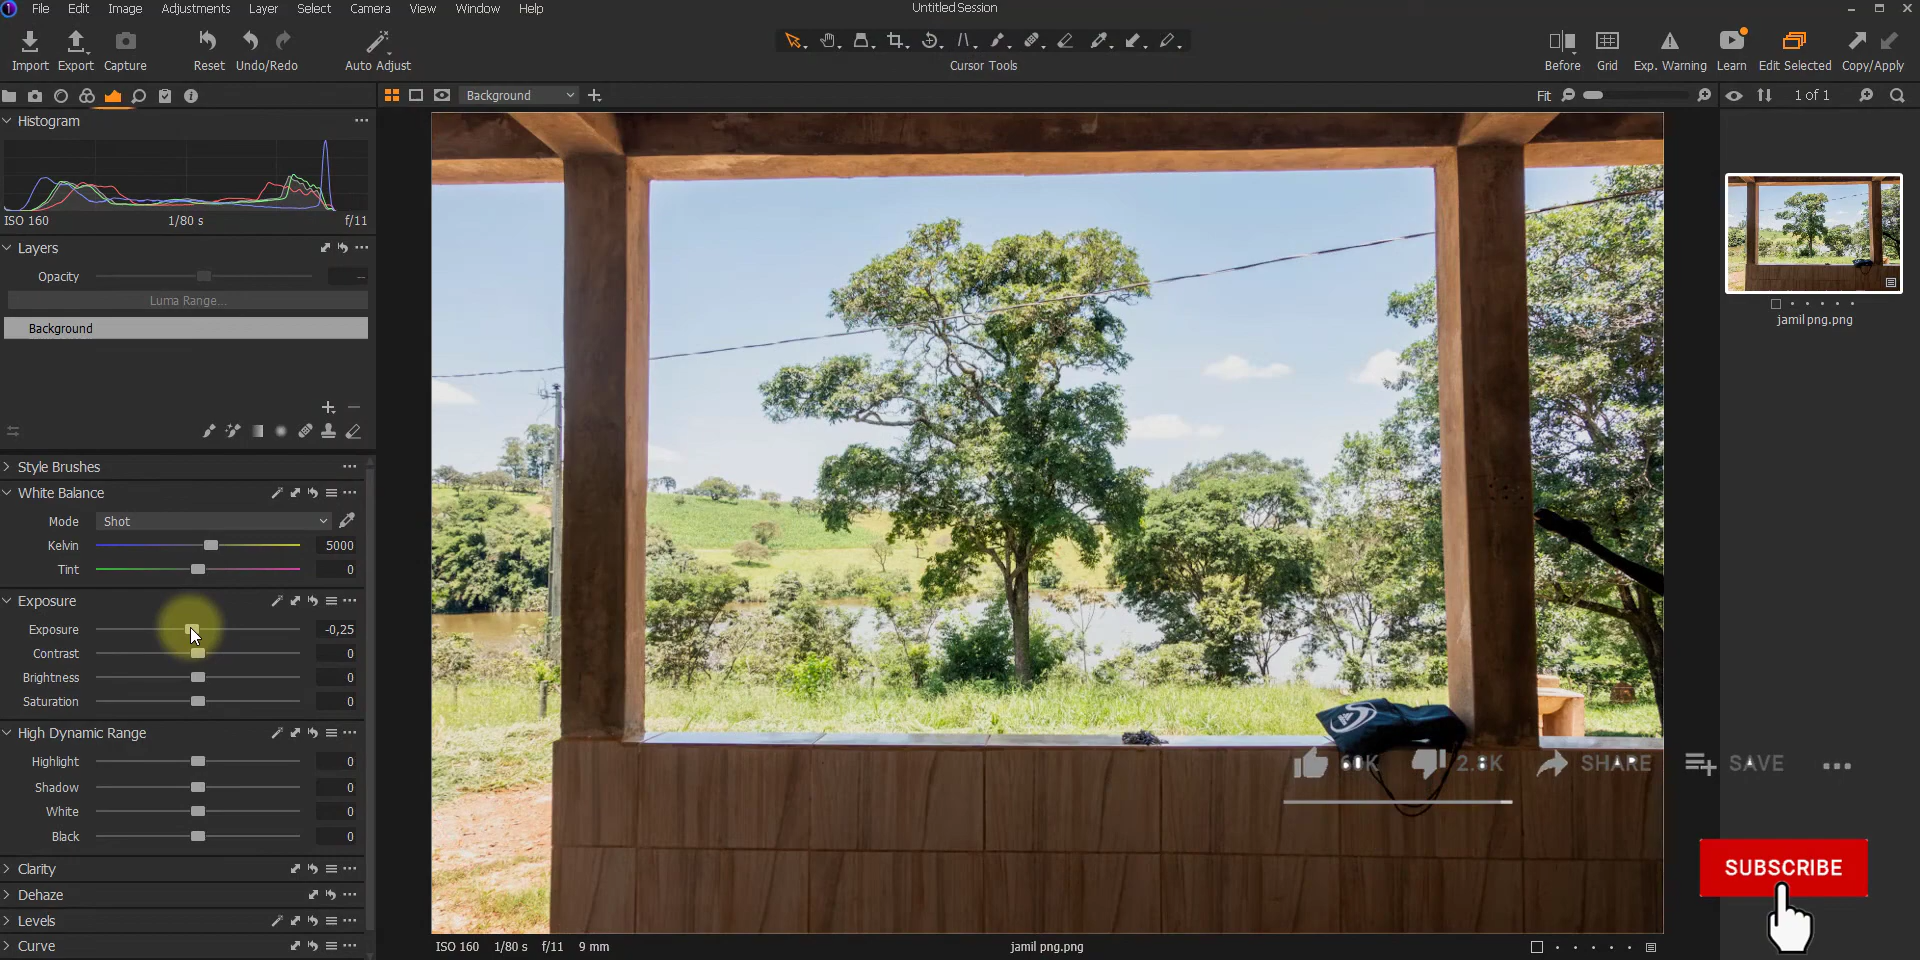 File Edit Image Adjustments Layer Select Camera View Window Help
Untitled Session
Import Export Capture Reset Undo/Redo Auto Adjust
Cursor Tools
Before Grid Exp. Warning Learn Edit Selected Copy/Apply
Background
Fit
1 of 1
Histogram
ISO 160 1/80 s f/11
Layers
Opacity --
Luma Range...
Background
Style Brushes
White Balance
Mode Shot
Kelvin 5000
Tint 0
Exposure
Exposure -0,25
Contrast 0
Brightness 0
Saturation 0
High Dynamic Range
Highlight 0
Shadow 0
White 0
Black 0
Clarity
Dehaze
Levels
Curve
jamil png.png
60K 2.8K SHARE SAVE
SUBSCRIBE
ISO 160 1/80 s f/11 9 mm
jamil png.png